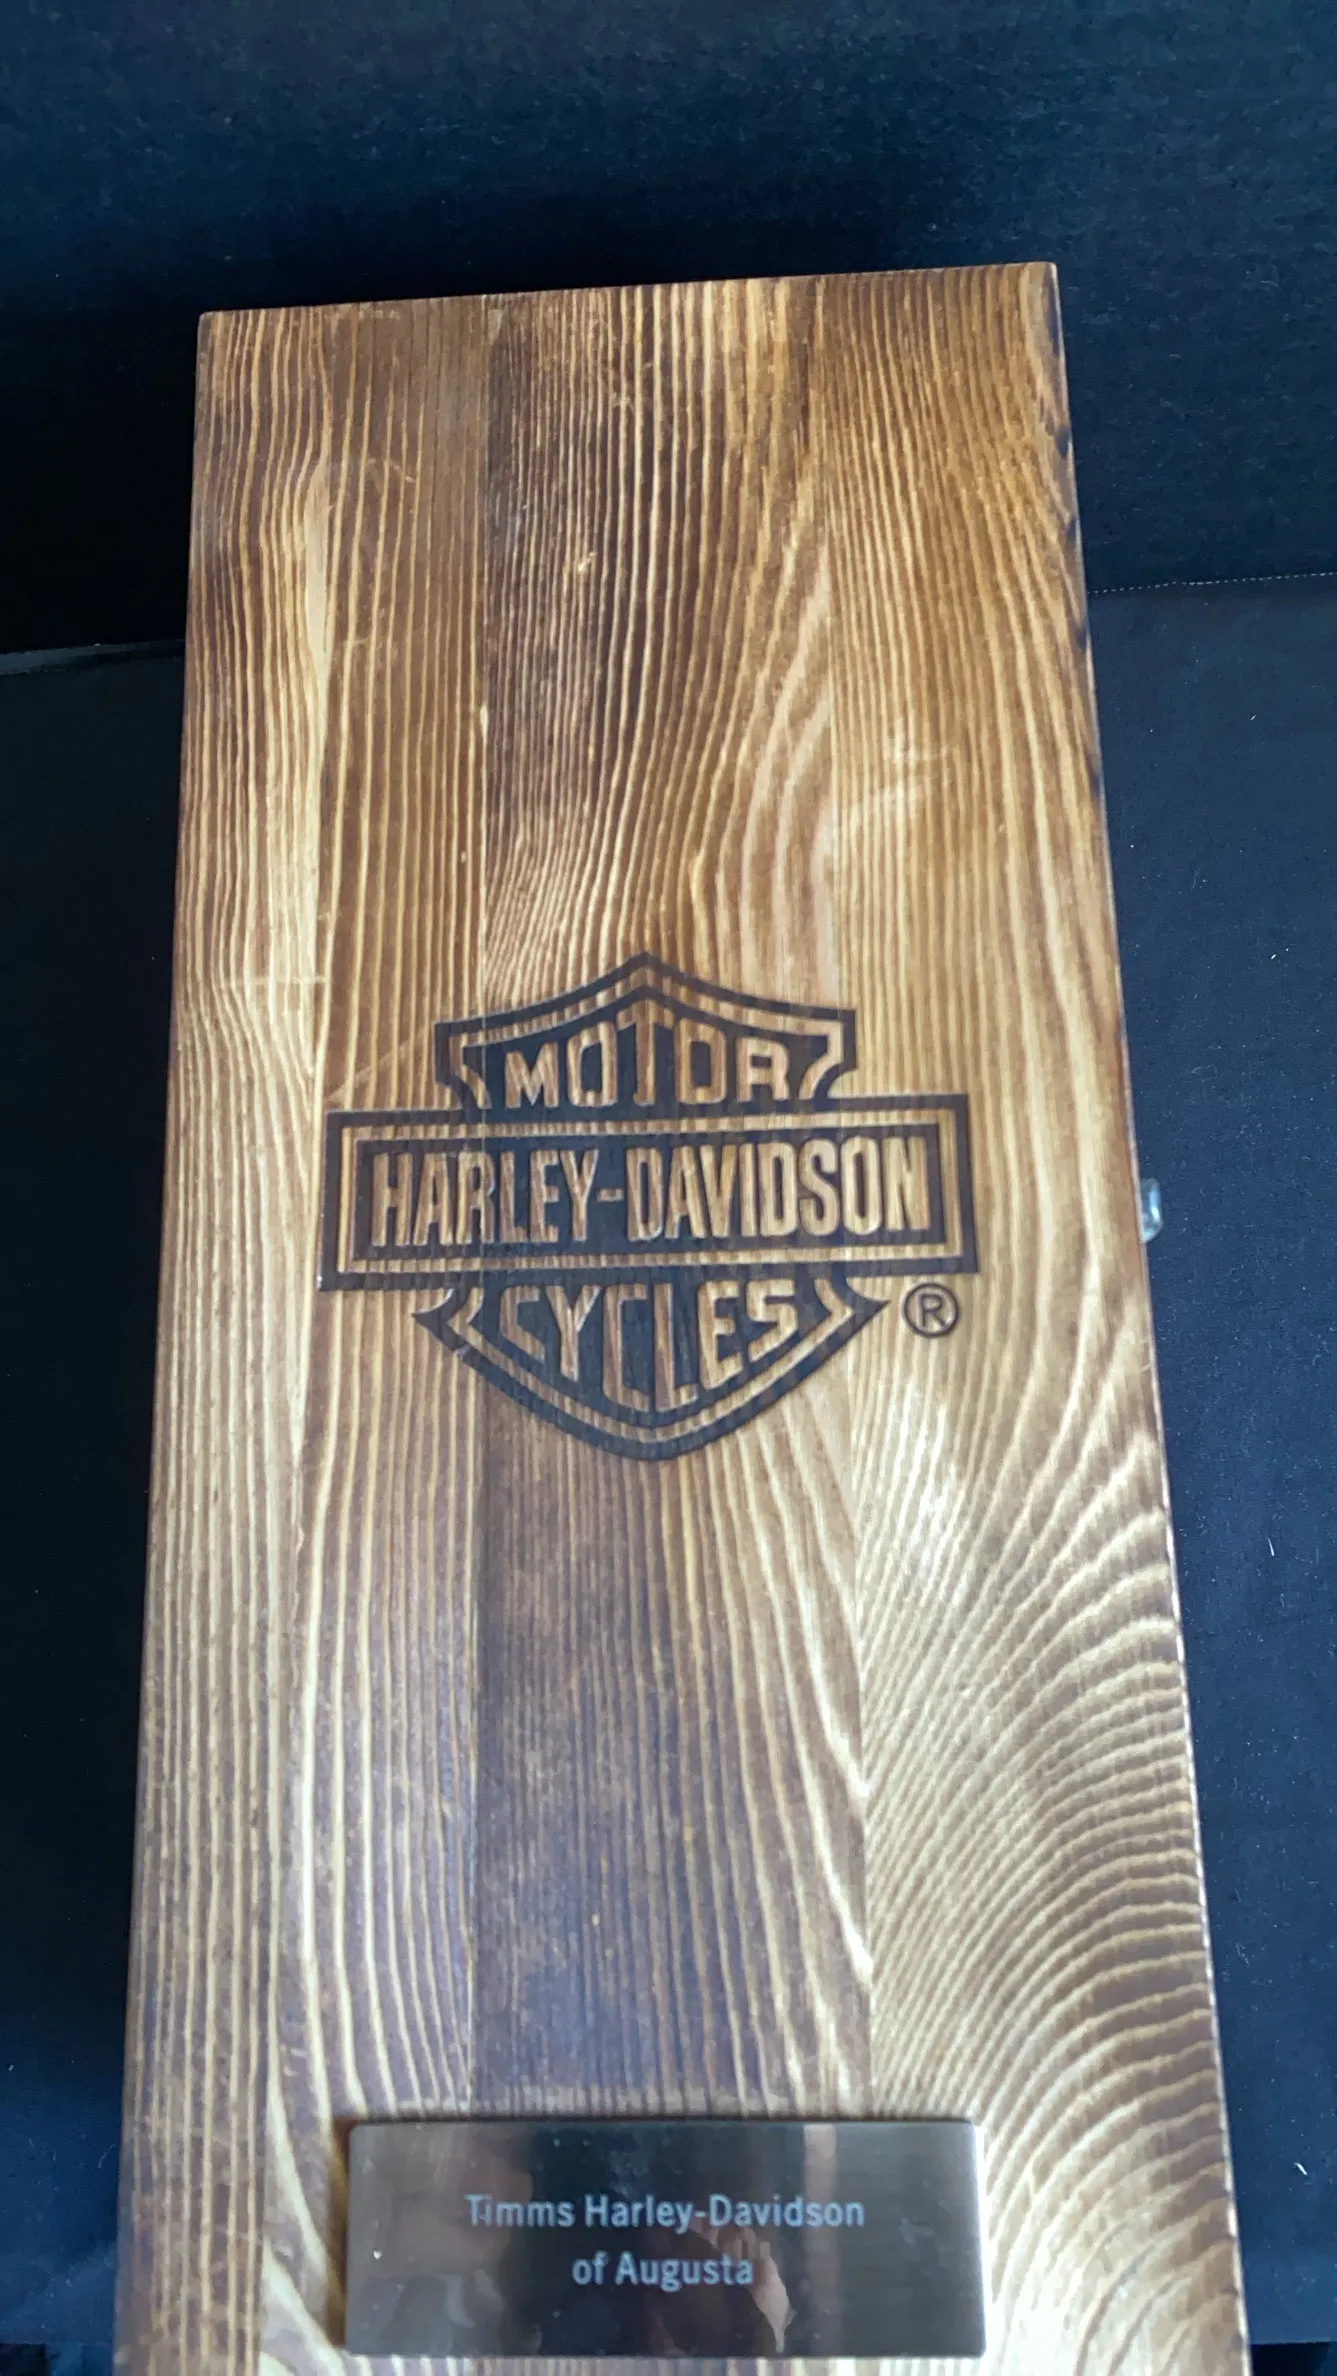 MOTOR
HARLEY-DAVIDSON
CYCLES
®
Timms Harley-Davidson
of Augusta